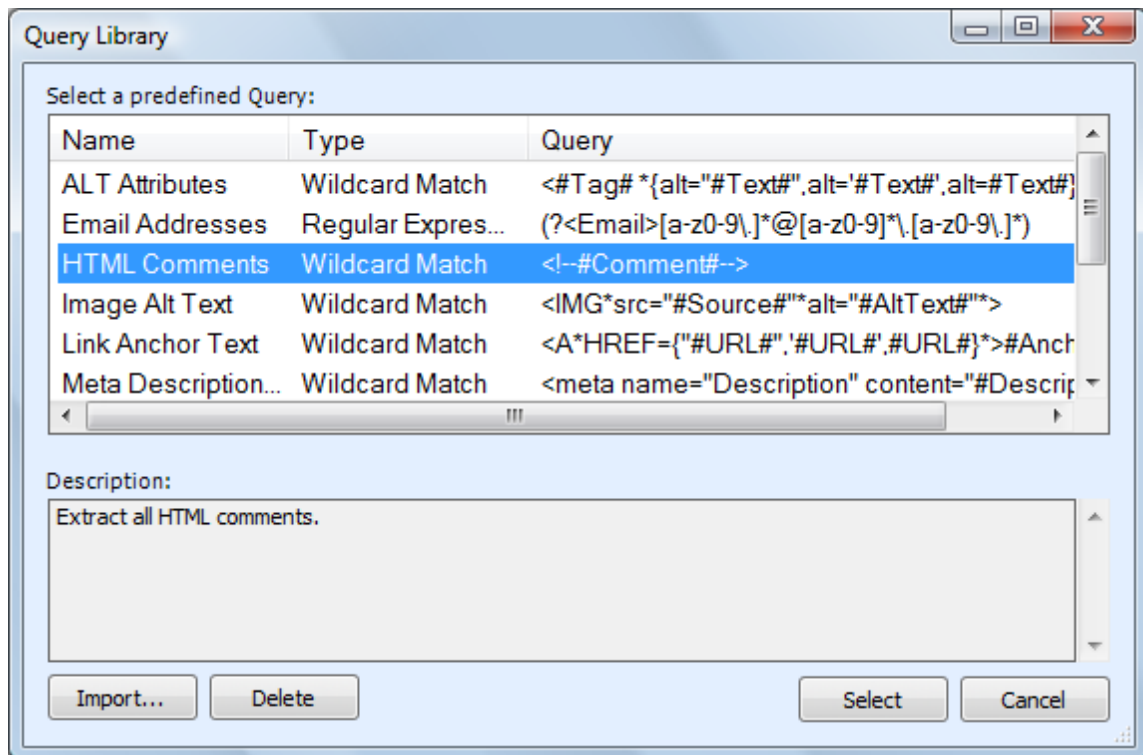 Query Library
Select a predefined Query:
Name Type Query
ALT Attributes Wildcard Match <#Tag# *{alt="#Text#",alt='#Text#',alt=#Text#}
Email Addresses Regular Expres... (?<Email>[a-z0-9\.]*@[a-z0-9]*\.[a-z0-9\.]*)
HTML Comments Wildcard Match <!--#Comment#-->
Image Alt Text Wildcard Match <IMG*src="#Source#"*alt="#AltText#"*>
Link Anchor Text Wildcard Match <A*HREF={"#URL#",'#URL#',#URL#}*>#Anch
Meta Description... Wildcard Match <meta name="Description" content="#Descrip
Description:
Extract all HTML comments.
Import... Delete Select Cancel